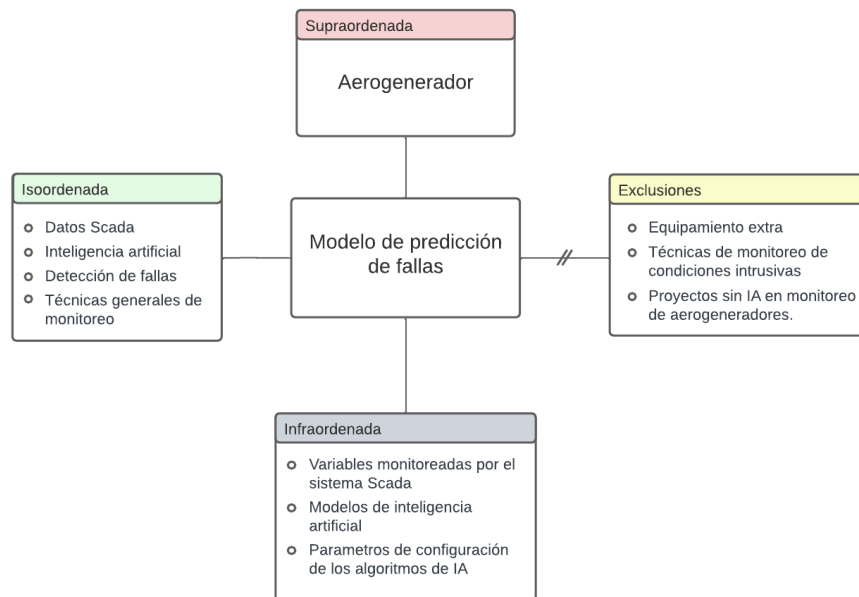 Supraordenada
Aerogenerador
Isoordenada
Datos Scada
Inteligencia artificial
Detección de fallas
Técnicas generales de
monitoreo
Modelo de predicción
de fallas
Exclusiones
Equipamiento extra
Técnicas de monitoreo de
condiciones intrusivas
Proyectos sin IA en monitoreo
de aerogeneradores.
Infraordenada
Variables monitoreadas por el
sistema Scada
Modelos de inteligencia
artificial
Parametros de configuración
de los algoritmos de IA